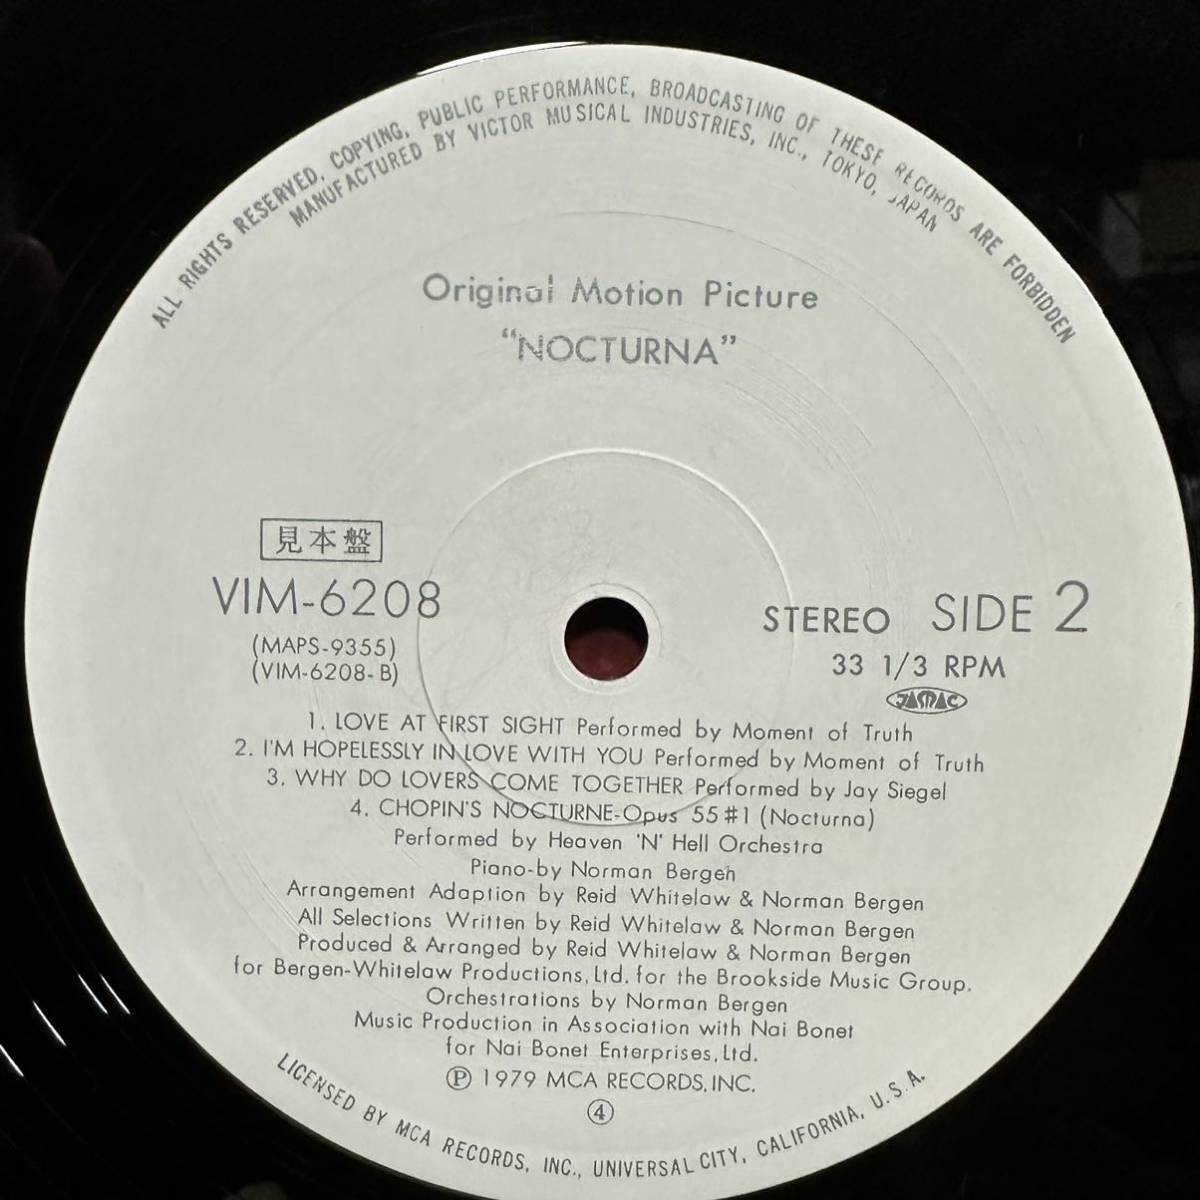 ALL RIGHTS RESERVED, COPYING, PUBLIC PERFORMANCE, BROADCASTING OF THESE RECORDS ARE FORBIDDEN
MANUFACTURED BY VICTOR MUSICAL INDUSTRIES, INC., TOKYO, JAPAN
Original Motion Picture
“NOCTURNA”
見本盤
VIM-6208
(MAPS-9355)
(VIM-6208-B)
STEREO SIDE 2
33 1/3 RPM
JASRAC
1. LOVE AT FIRST SIGHT Performed by Moment of Truth
2. I'M HOPELESSLY IN LOVE WITH YOU Performed by Moment of Truth
3. WHY DO LOVERS COME TOGETHER Performed by Jay Siegel
4. CHOPIN'S NOCTURNE-Opus 55#1 (Nocturna)
Performed by Heaven 'N' Hell Orchestra
Piano-by Norman Bergen
Arrangement Adaption by Reid Whitelaw & Norman Bergen
All Selections Written by Reid Whitelaw & Norman Bergen
Produced & Arranged by Reid Whitelaw & Norman Bergen
for Bergen-Whitelaw Productions, Ltd. for the Brookside Music Group.
Orchestrations by Norman Bergen
Music Production in Association with Nai Bonet
for Nai Bonet Enterprises, Ltd.
Ⓟ 1979 MCA RECORDS, INC.
④
LICENSED BY MCA RECORDS, INC., UNIVERSAL CITY, CALIFORNIA, U.S.A.